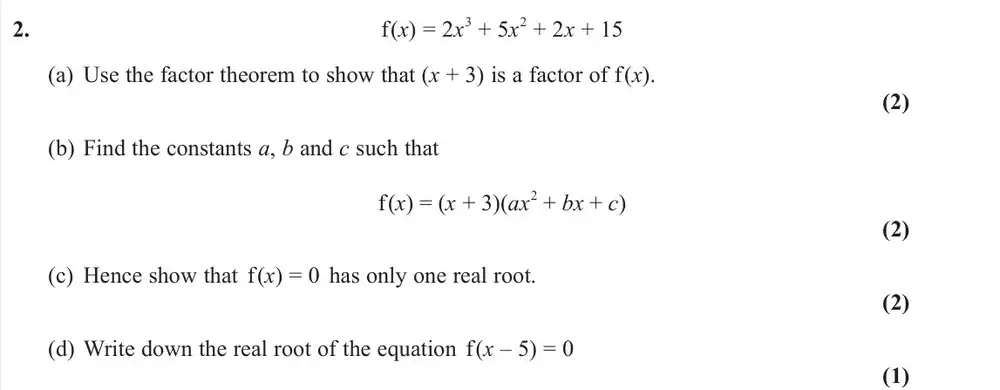 2. f(x) = 2x³ + 5x² + 2x + 15
(a) Use the factor theorem to show that (x + 3) is a factor of f(x).
(2)
(b) Find the constants a, b and c such that
f(x) = (x + 3)(ax² + bx + c)
(2)
(c) Hence show that f(x) = 0 has only one real root.
(2)
(d) Write down the real root of the equation f(x – 5) = 0
(1)